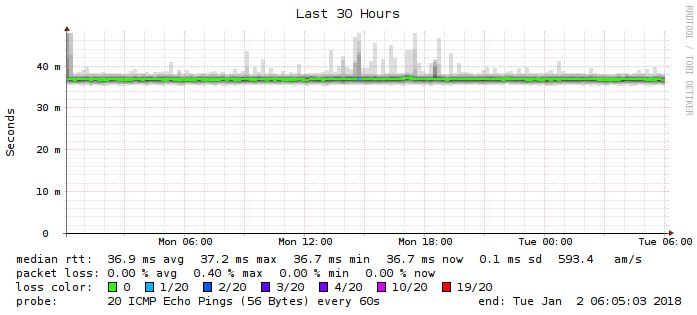 Last 30 Hours
RRDTOOL / TOBI OETIKER
Seconds
40 m
30 m
20 m
10 m
0
Mon 06:00 Mon 12:00 Mon 18:00 Tue 00:00 Tue 06:00
median rtt: 36.9 ms avg 37.2 ms max 36.7 ms min 36.7 ms now 0.1 ms sd 593.4 am/s
packet loss: 0.00 % avg 0.40 % max 0.00 % min 0.00 % now
loss color: 0 1/20 2/20 3/20 4/20 10/20 19/20
probe: 20 ICMP Echo Pings (56 Bytes) every 60s end: Tue Jan 2 06:05:03 2018